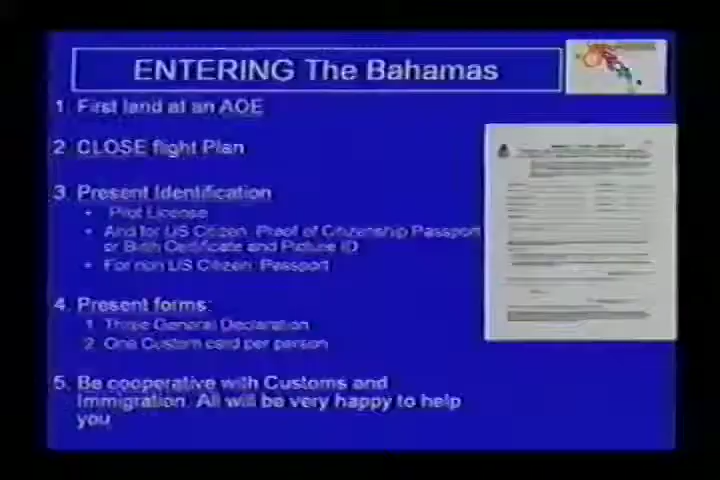 ENTERING The Bahamas
1. First land at an AOE
2 CLOSE flight Plan
3. Present Identification
• Pilot License
• And for US Citizen Proof of Citizenship Passport
or Birth Certificate and Picture ID
• For non US Citizen Passport
4. Present forms:
1. Three General Declaration
2. One Custom card per person
5. Be cooperative with Customs and
Immigration. All will be very happy to help
you